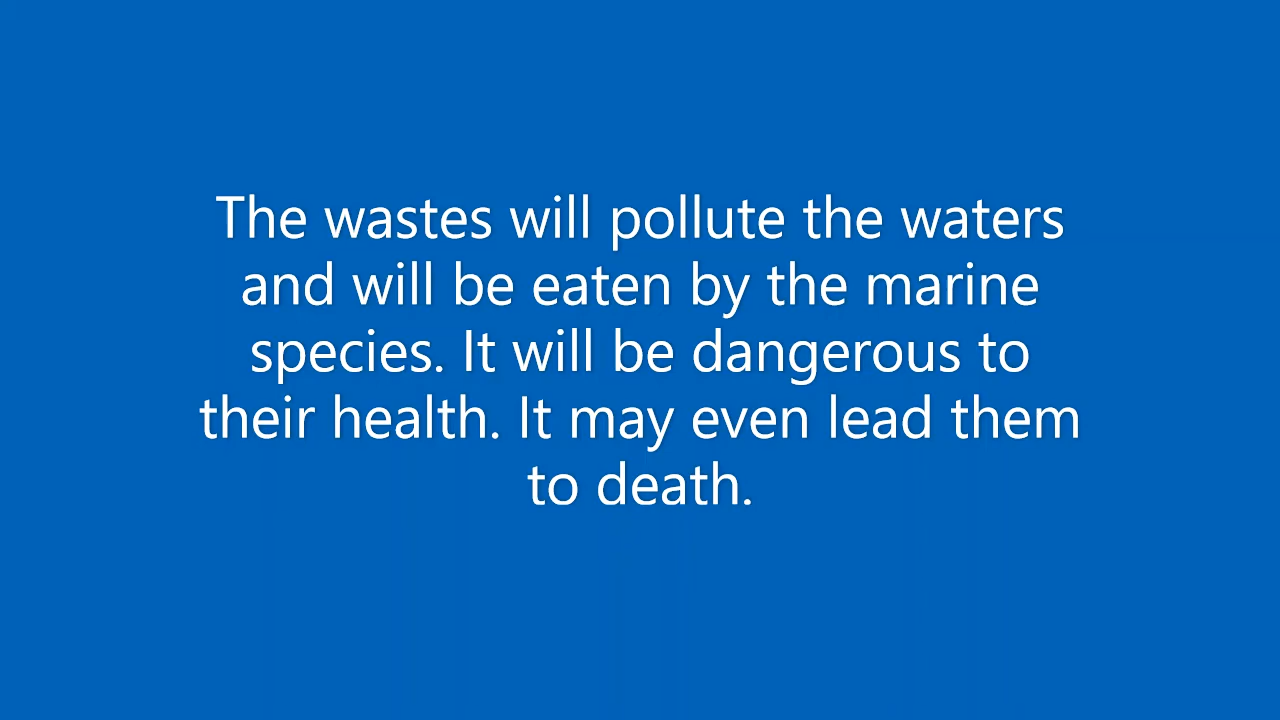 The wastes will pollute the waters
and will be eaten by the marine
species. It will be dangerous to
their health. It may even lead them
to death.